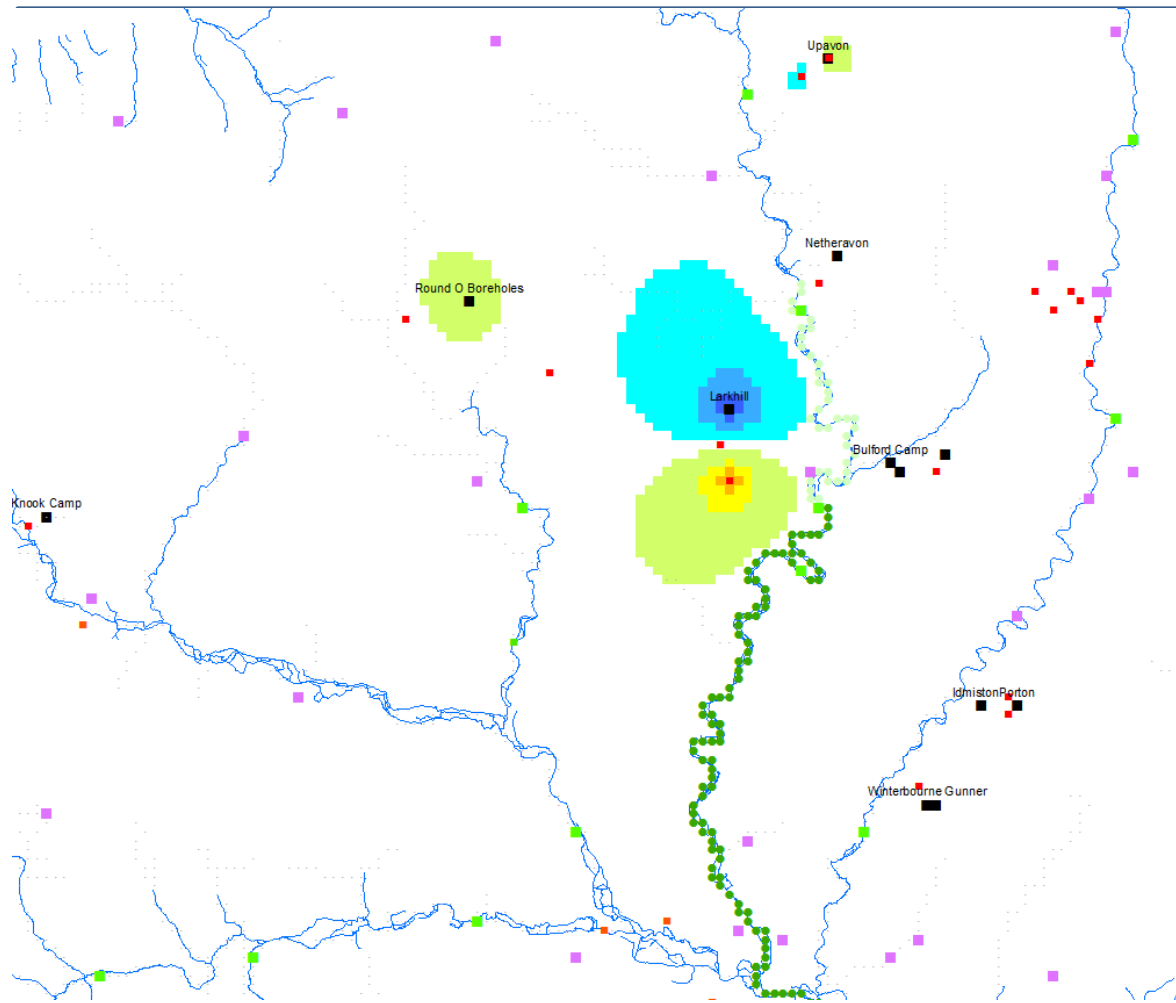 Upavon
Netheravon
Round O Boreholes
Larkhill
Bulford Camp
Knook Camp
IdmistonPorton
Winterbourne Gunner